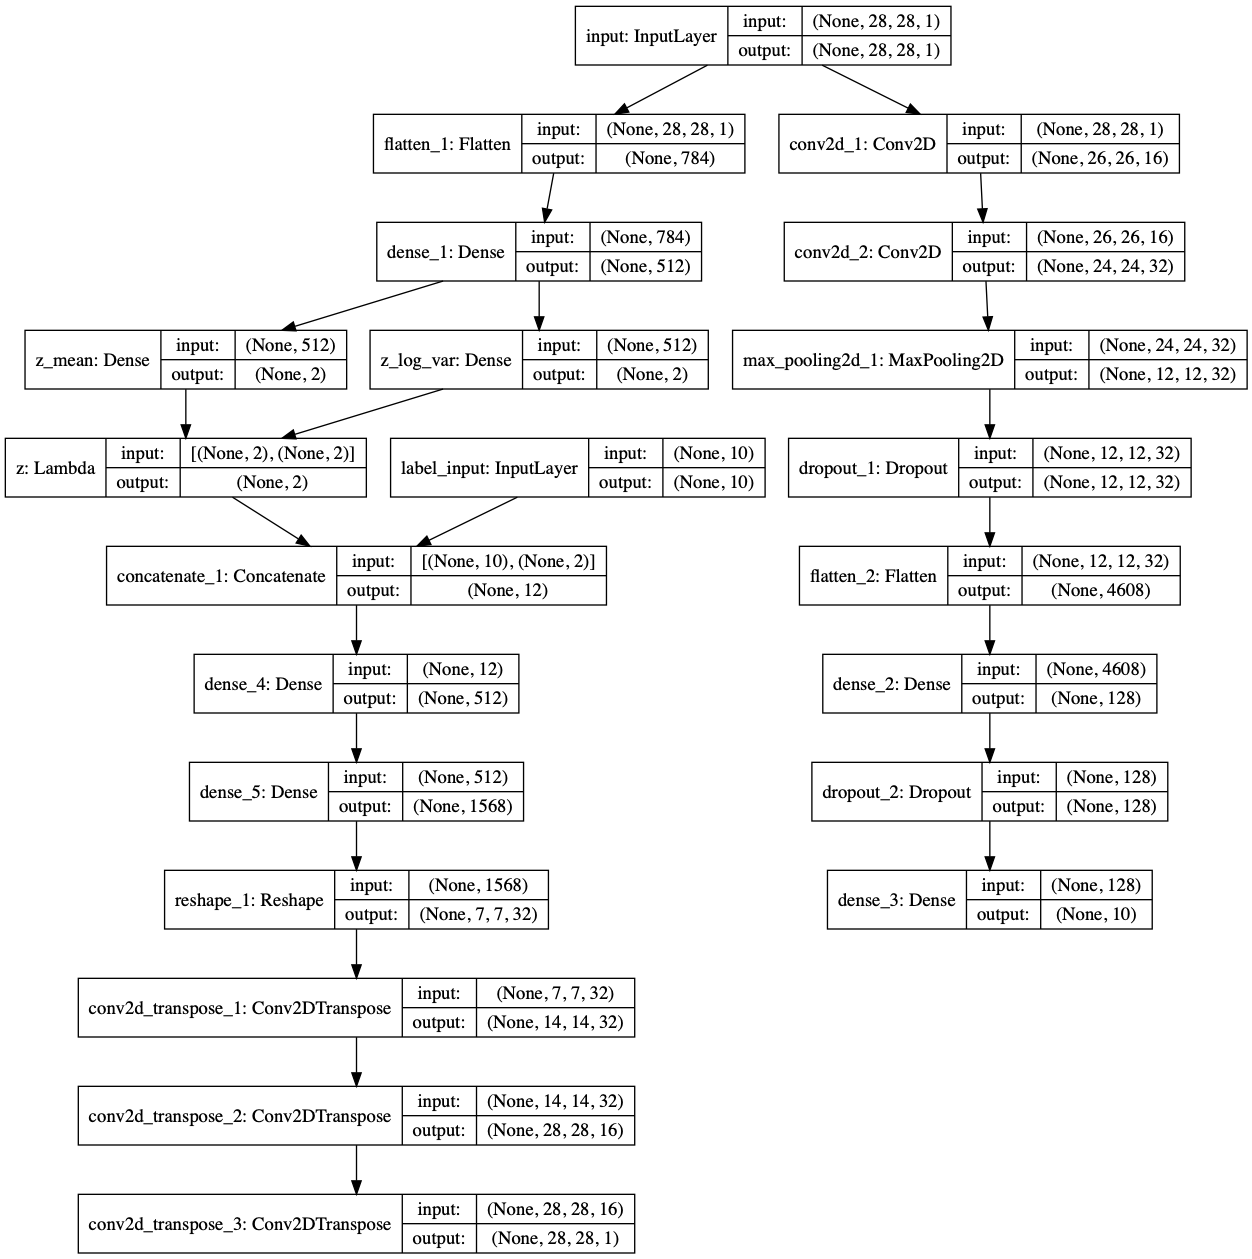 input: InputLayer
input: (None, 28, 28, 1)
output: (None, 28, 28, 1)
flatten_1: Flatten
input: (None, 28, 28, 1)
output: (None, 784)
conv2d_1: Conv2D
input: (None, 28, 28, 1)
output: (None, 26, 26, 16)
dense_1: Dense
input: (None, 784)
output: (None, 512)
conv2d_2: Conv2D
input: (None, 26, 26, 16)
output: (None, 24, 24, 32)
z_mean: Dense
input: (None, 512)
output: (None, 2)
z_log_var: Dense
input: (None, 512)
output: (None, 2)
max_pooling2d_1: MaxPooling2D
input: (None, 24, 24, 32)
output: (None, 12, 12, 32)
z: Lambda
input: [(None, 2), (None, 2)]
output: (None, 2)
label_input: InputLayer
input: (None, 10)
output: (None, 10)
dropout_1: Dropout
input: (None, 12, 12, 32)
output: (None, 12, 12, 32)
concatenate_1: Concatenate
input: [(None, 10), (None, 2)]
output: (None, 12)
flatten_2: Flatten
input: (None, 12, 12, 32)
output: (None, 4608)
dense_4: Dense
input: (None, 12)
output: (None, 512)
dense_2: Dense
input: (None, 4608)
output: (None, 128)
dense_5: Dense
input: (None, 512)
output: (None, 1568)
dropout_2: Dropout
input: (None, 128)
output: (None, 128)
reshape_1: Reshape
input: (None, 1568)
output: (None, 7, 7, 32)
dense_3: Dense
input: (None, 128)
output: (None, 10)
conv2d_transpose_1: Conv2DTranspose
input: (None, 7, 7, 32)
output: (None, 14, 14, 32)
conv2d_transpose_2: Conv2DTranspose
input: (None, 14, 14, 32)
output: (None, 28, 28, 16)
conv2d_transpose_3: Conv2DTranspose
input: (None, 28, 28, 16)
output: (None, 28, 28, 1)